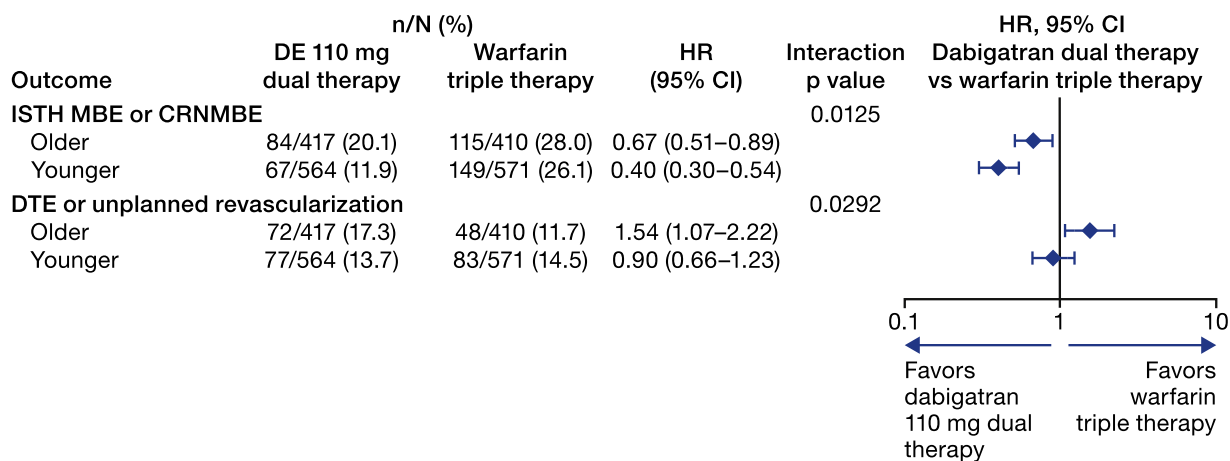 n/N (%) HR, 95% CI
DE 110 mg Warfarin HR Interaction Dabigatran dual therapy
Outcome dual therapy triple therapy (95% CI) p value vs warfarin triple therapy
ISTH MBE or CRNMBE 0.0125
Older 84/417 (20.1) 115/410 (28.0) 0.67 (0.51–0.89)
Younger 67/564 (11.9) 149/571 (26.1) 0.40 (0.30–0.54)
DTE or unplanned revascularization 0.0292
Older 72/417 (17.3) 48/410 (11.7) 1.54 (1.07–2.22)
Younger 77/564 (13.7) 83/571 (14.5) 0.90 (0.66–1.23)
0.1 1 10
Favors Favors
dabigatran warfarin
110 mg dual triple therapy
therapy